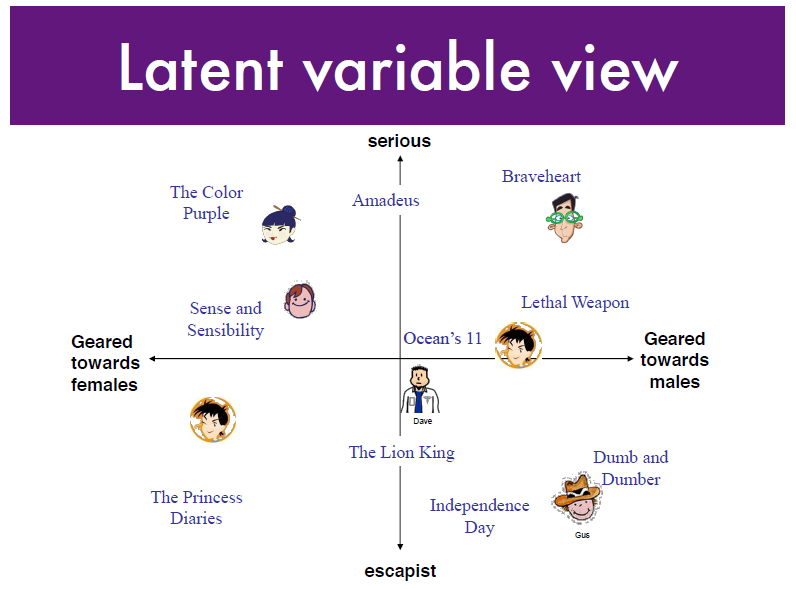 Latent variable view
serious
Braveheart
The Color
Purple
Amadeus
Lethal Weapon
Sense and
Sensibility
Ocean's 11
Geared
towards
females
Geared
towards
males
Dave
The Lion King
Dumb and
Dumber
The Princess
Diaries
Independence
Day
Gus
escapist